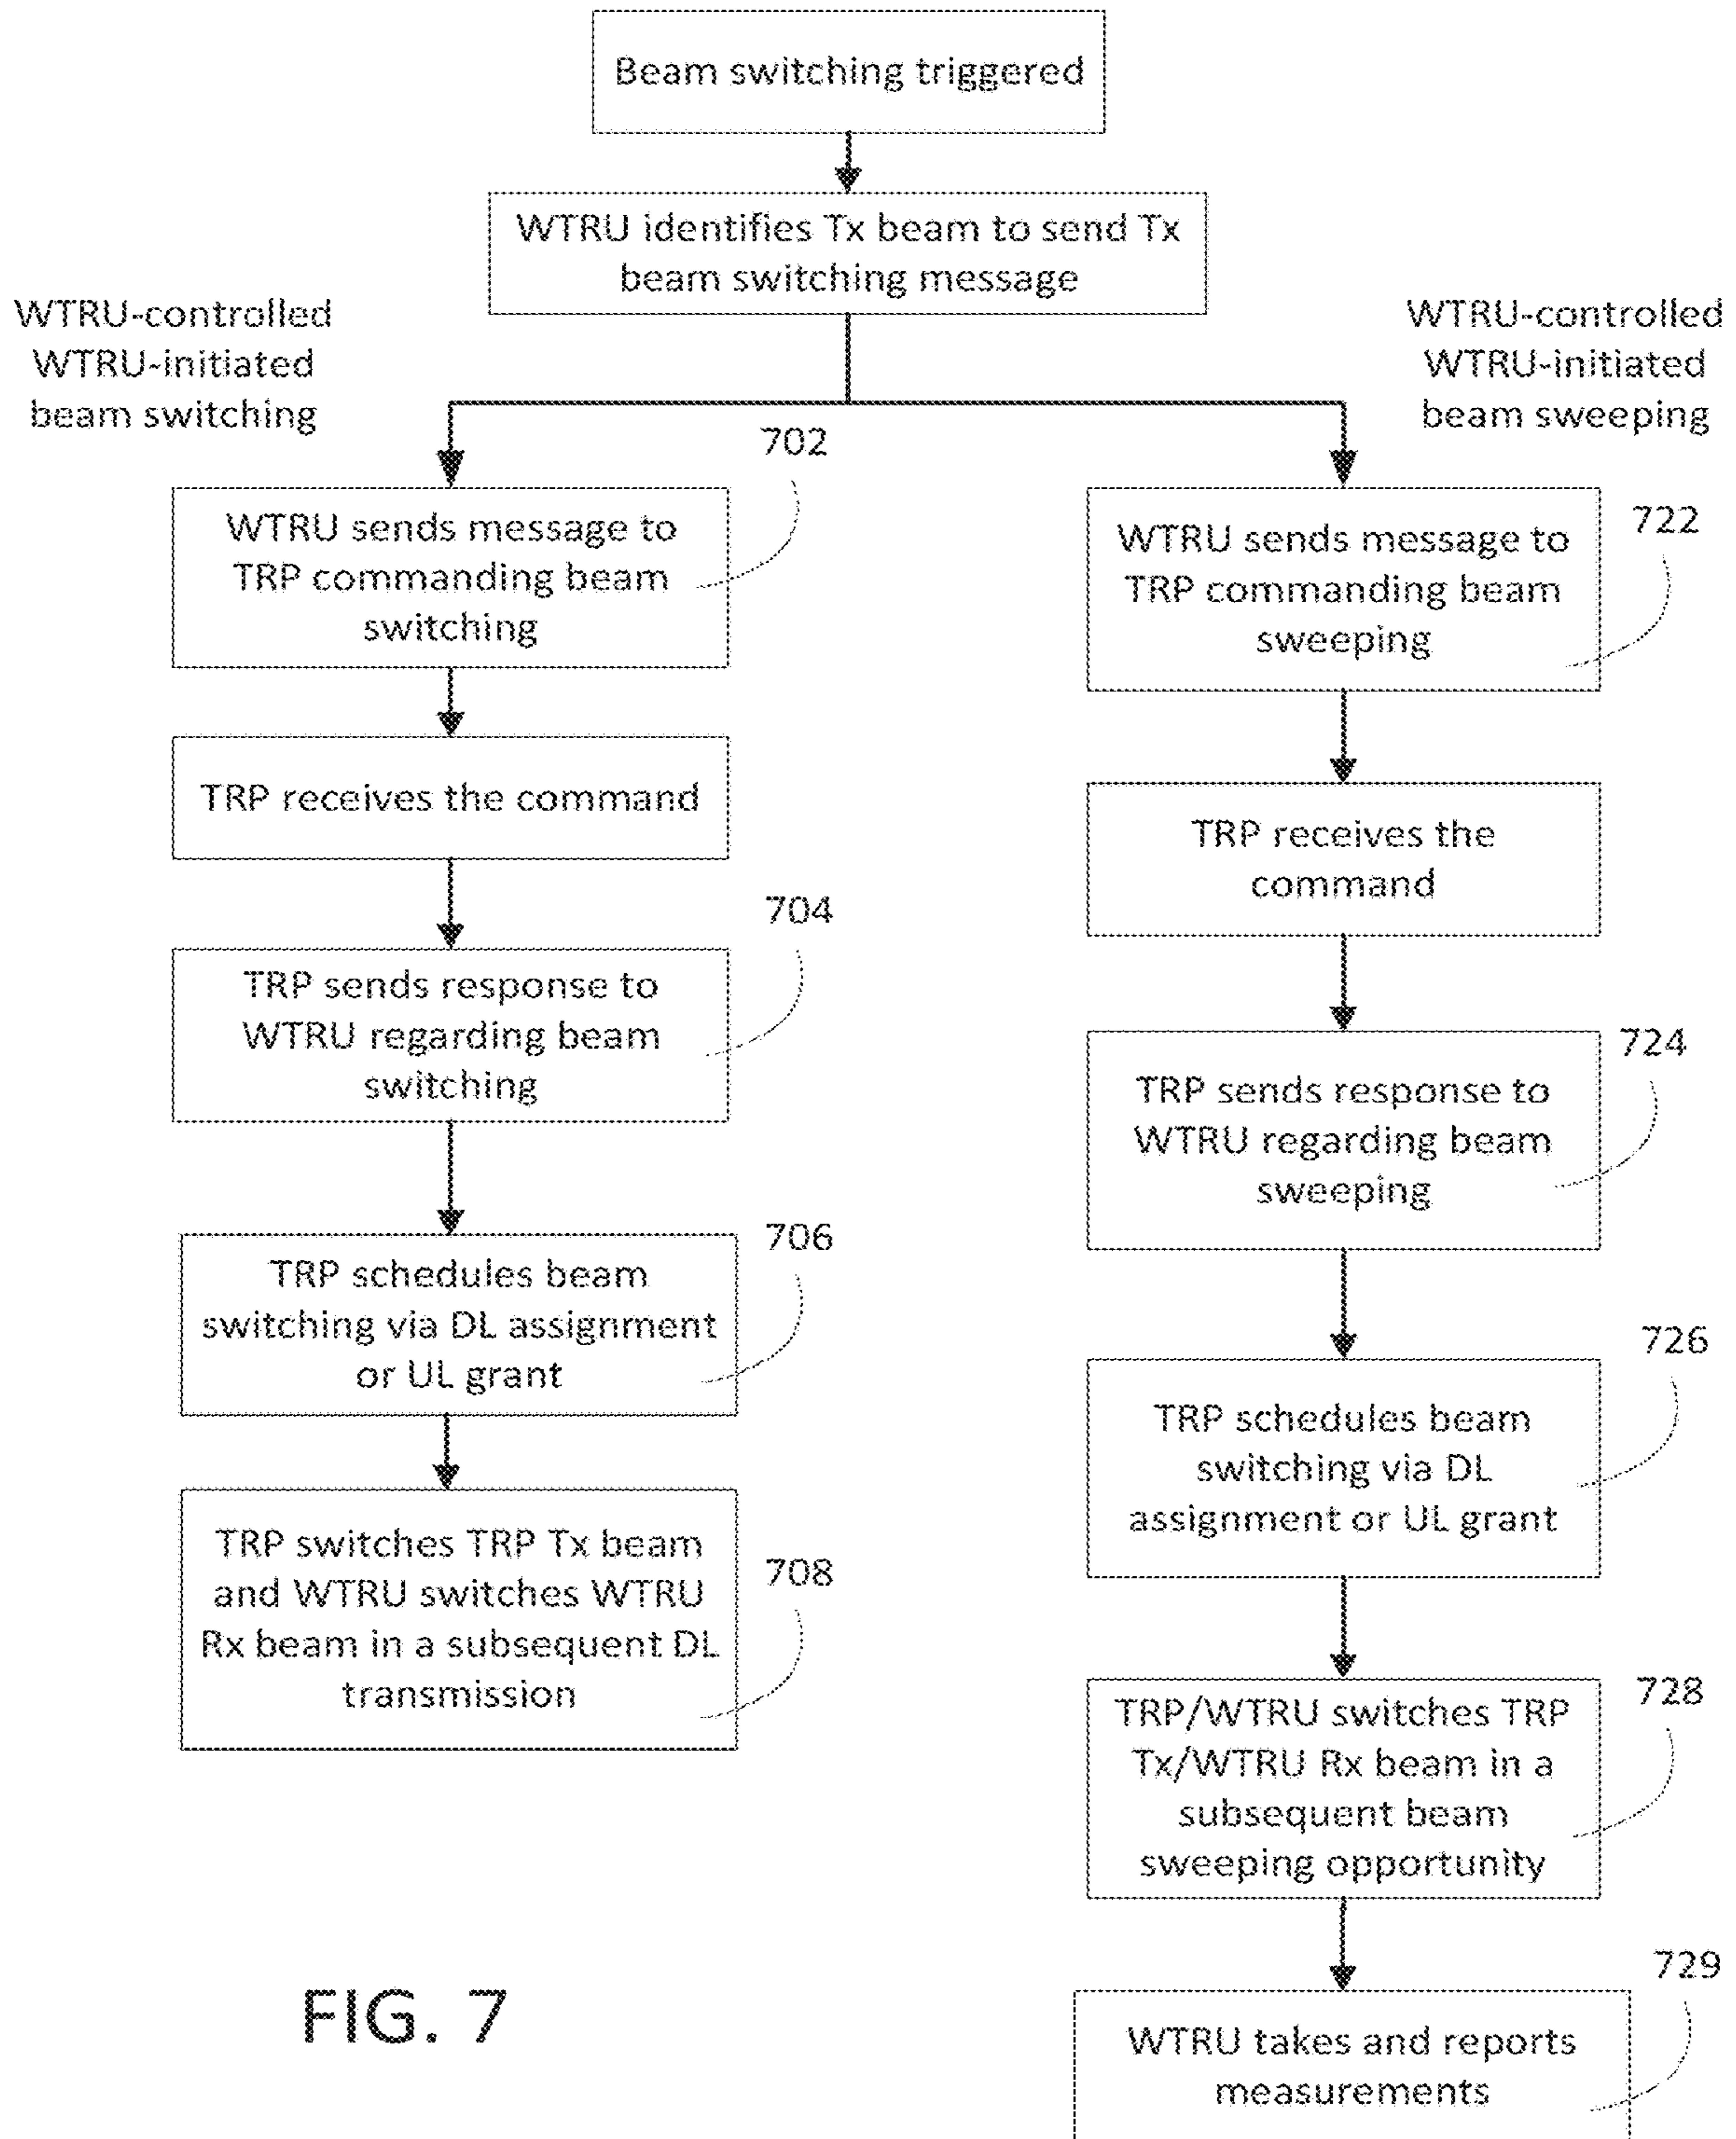 Beam switching triggered
WTRU identifies Tx beam to send Tx
beam switching message
WTRU-controlled
WTRU-initiated
beam switching
WTRU-controlled
WTRU-initiated
beam sweeping
702
WTRU sends message to
TRP commanding beam
switching
TRP receives the command
704
TRP sends response to
WTRU regarding beam
switching
706
TRP schedules beam
switching via DL assignment
or UL grant
708
TRP switches TRP Tx beam
and WTRU switches WTRU
Rx beam in a subsequent DL
transmission
722
WTRU sends message to
TRP commanding beam
sweeping
TRP receives the
command
724
TRP sends response to
WTRU regarding beam
sweeping
726
TRP schedules beam
switching via DL
assignment or UL grant
728
TRP/WTRU switches TRP
Tx/WTRU Rx beam in a
subsequent beam
sweeping opportunity
729
WTRU takes and reports
measurements
FIG. 7